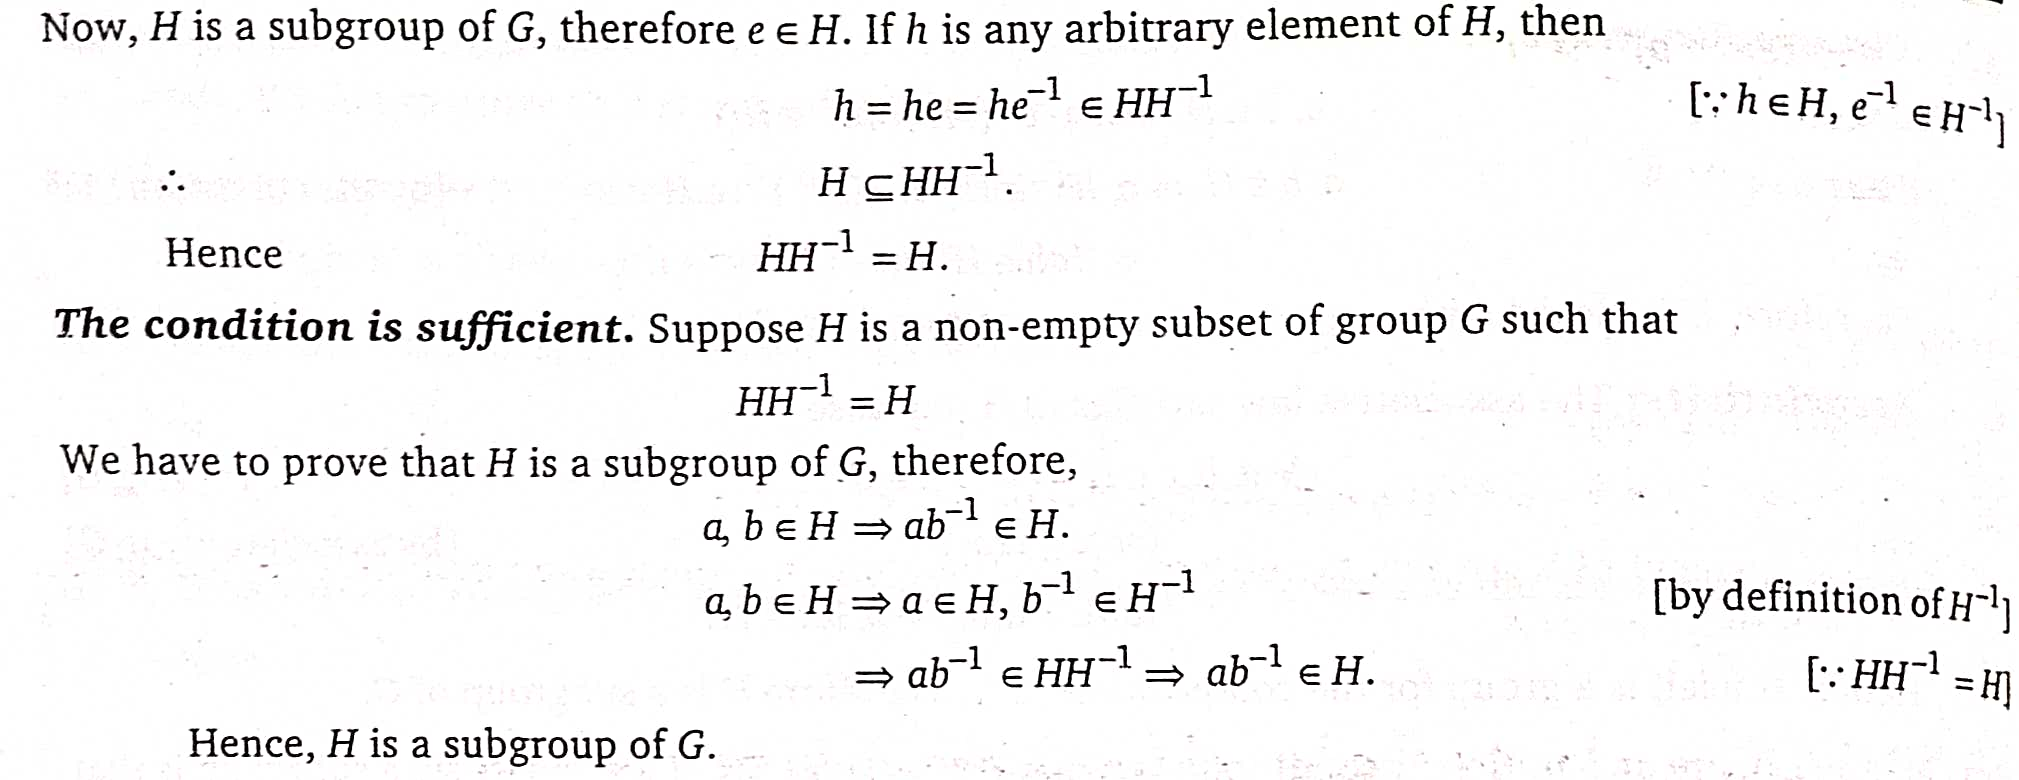 Now, H is a subgroup of G, therefore e ∈ H. If h is any arbitrary element of H, then
h = he = he⁻¹ ∈ HH⁻¹ [∵ h ∈ H, e⁻¹ ∈ H⁻¹]
∴ H ⊆ HH⁻¹.
Hence HH⁻¹ = H.
The condition is sufficient. Suppose H is a non-empty subset of group G such that
HH⁻¹ = H
We have to prove that H is a subgroup of G, therefore,
a, b ∈ H ⇒ ab⁻¹ ∈ H.
a, b ∈ H ⇒ a ∈ H, b⁻¹ ∈ H⁻¹ [by definition of H⁻¹]
⇒ ab⁻¹ ∈ HH⁻¹ ⇒ ab⁻¹ ∈ H. [∵ HH⁻¹ = H]
Hence, H is a subgroup of G.